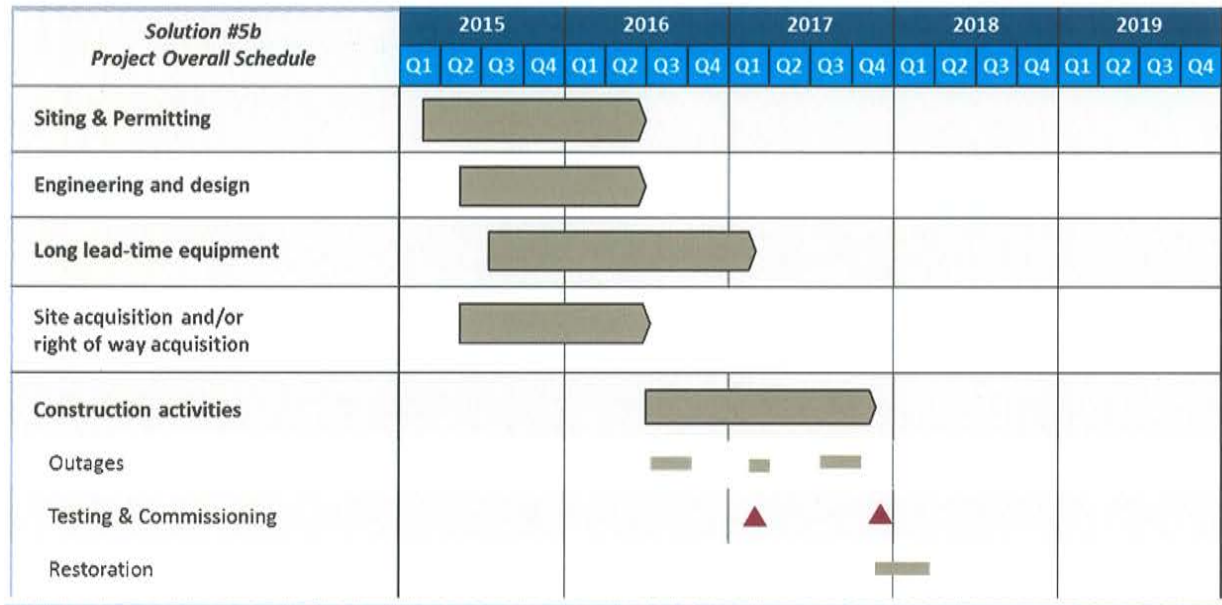 Solution #5b
Project Overall Schedule
2015 2016 2017 2018 2019
Q1 Q2 Q3 Q4 Q1 Q2 Q3 Q4 Q1 Q2 Q3 Q4 Q1 Q2 Q3 Q4 Q1 Q2 Q3 Q4
Siting & Permitting
Engineering and design
Long lead-time equipment
Site acquisition and/or
right of way acquisition
Construction activities
Outages
Testing & Commissioning
Restoration